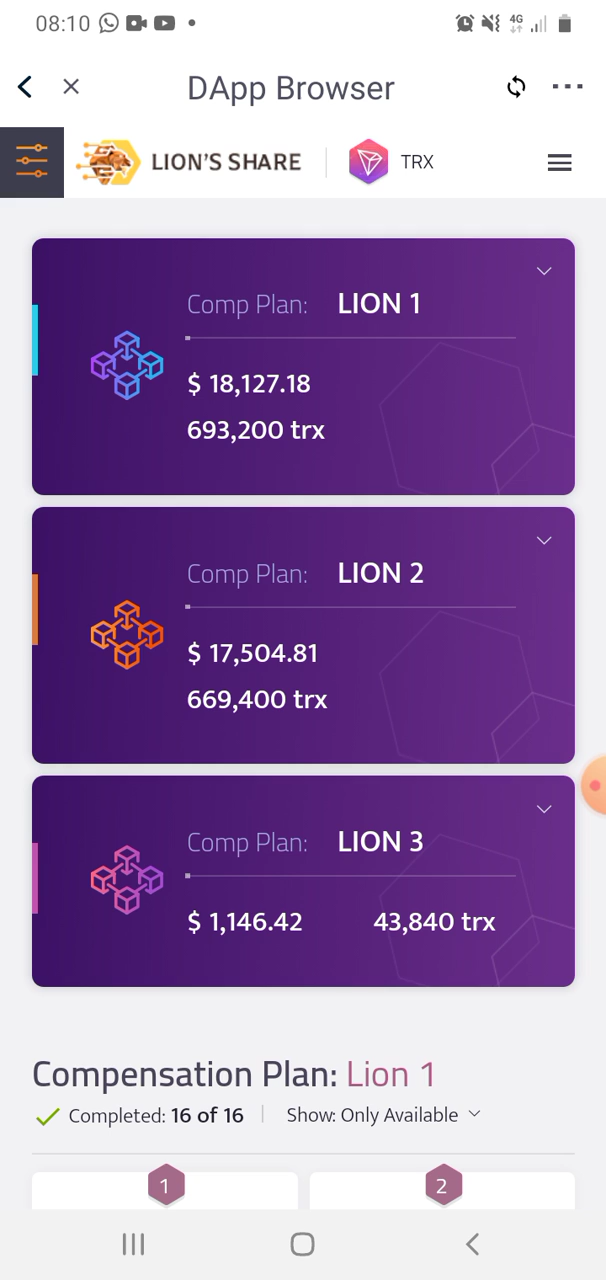 08:10
4G
DApp Browser
LION'S SHARE
TRX
Comp Plan: LION 1
$ 18,127.18
693,200 trx
Comp Plan: LION 2
$ 17,504.81
669,400 trx
Comp Plan: LION 3
$ 1,146.42 43,840 trx
Compensation Plan: Lion 1
Completed: 16 of 16
Show: Only Available
1
2